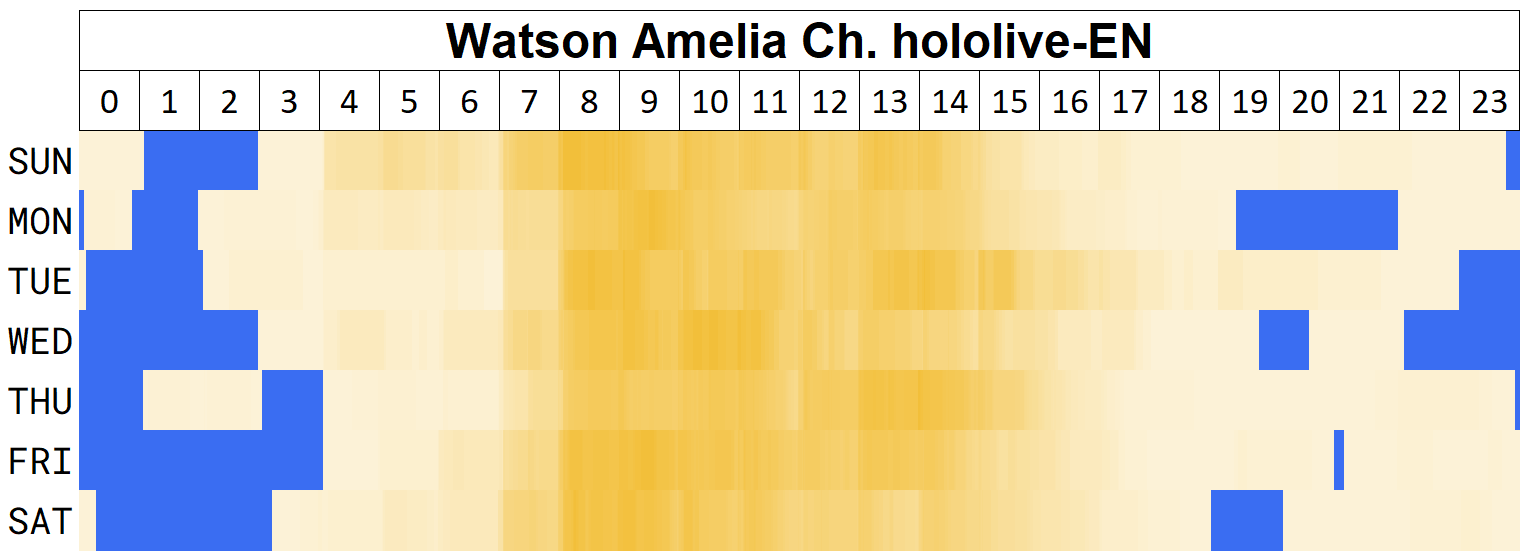 Watson Amelia Ch. hololive-EN
0 1 2 3 4 5 6 7 8 9 10 11 12 13 14 15 16 17 18 19 20 21 22 23
SUN
MON
TUE
WED
THU
FRI
SAT